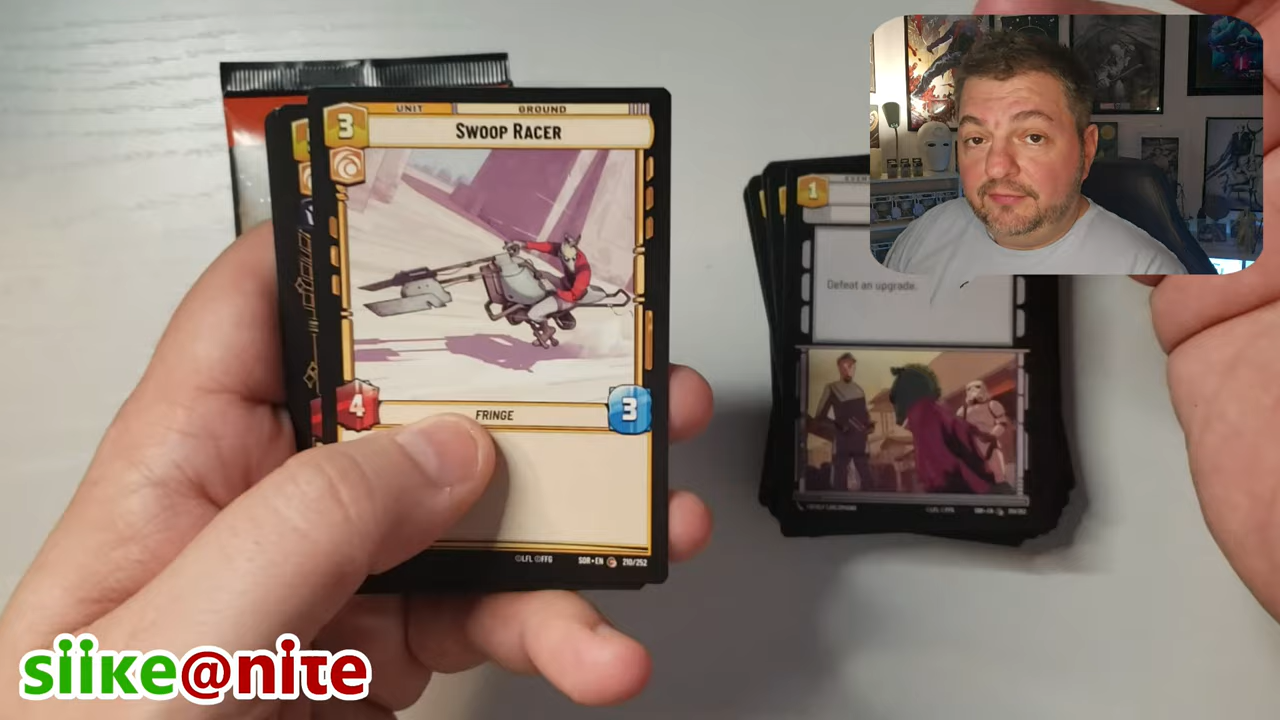 UNIT GROUND
3
SWOOP RACER
4
FRINGE
3
©LFL ©FFG SOR • EN C 210/252
1
EVEN
Defeat an upgrade.
siike@nite